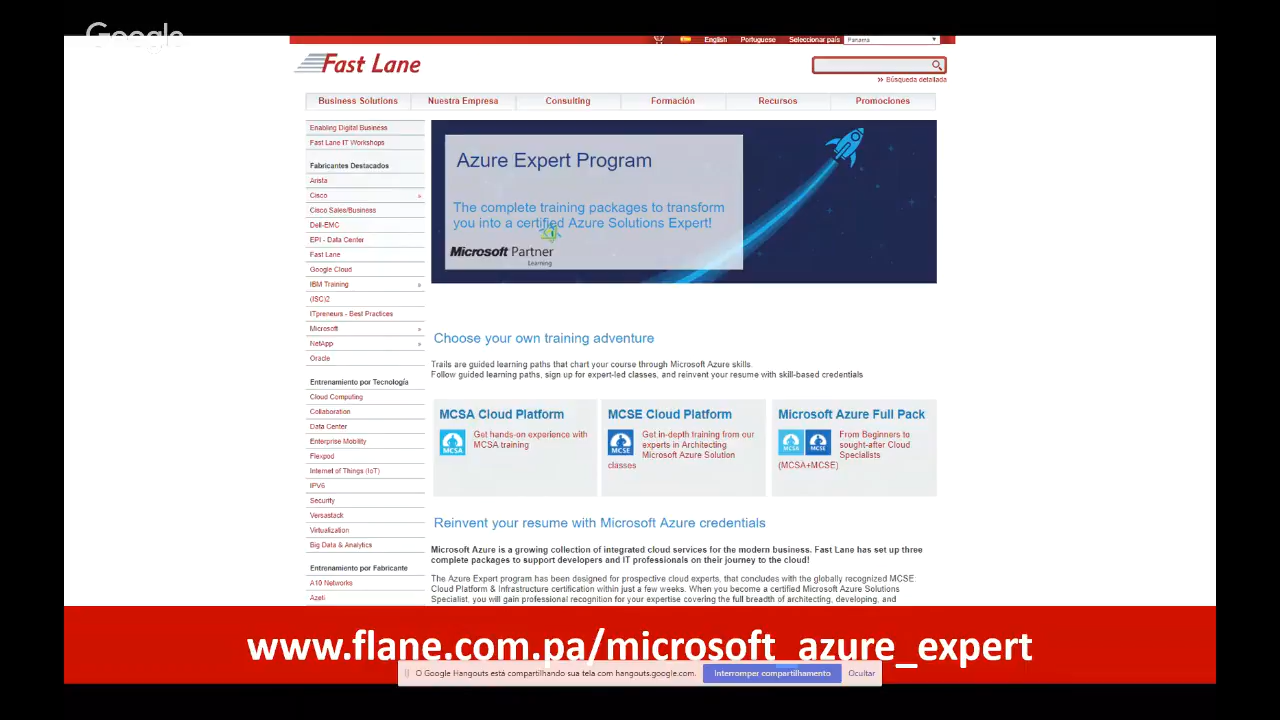 Google
English Portuguese Seleccionar país Panamá
Fast Lane
Búsqueda detallada
Business Solutions Nuestra Empresa Consulting Formación Recursos Promociones
Enabling Digital Business
Fast Lane IT Workshops
Fabricantes Destacados
Arista
Cisco
Cisco Sales/Business
Dell-EMC
EPI - Data Center
Fast Lane
Google Cloud
IBM Training
(ISC)2
ITpreneurs - Best Practices
Microsoft
NetApp
Oracle
Entrenamiento por Tecnología
Cloud Computing
Collaboration
Data Center
Enterprise Mobility
Flexpod
Internet of Things (IoT)
IPV6
Security
Versastack
Virtualization
Big Data & Analytics
Entrenamiento por Fabricante
A10 Networks
Azeti
Azure Expert Program
The complete training packages to transform
you into a certified Azure Solutions Expert!
Microsoft Partner
Learning
Choose your own training adventure
Trails are guided learning paths that chart your course through Microsoft Azure skills.
Follow guided learning paths, sign up for expert-led classes, and reinvent your resume with skill-based credentials
MCSA Cloud Platform
MCSA
Get hands-on experience with
MCSA training
MCSE Cloud Platform
MCSE
Get in-depth training from our
experts in Architecting
Microsoft Azure Solution
classes
Microsoft Azure Full Pack
MCSA MCSE
From Beginners to
sought-after Cloud
Specialists
(MCSA+MCSE)
Reinvent your resume with Microsoft Azure credentials
Microsoft Azure is a growing collection of integrated cloud services for the modern business. Fast Lane has set up three
complete packages to support developers and IT professionals on their journey to the cloud!
The Azure Expert program has been designed for prospective cloud experts, that concludes with the globally recognized MCSE:
Cloud Platform & Infrastructure certification within just a few weeks. When you become a certified Microsoft Azure Solutions
Specialist, you will gain professional recognition for your expertise covering the full breadth of architecting, developing, and
www.flane.com.pa/microsoft_azure_expert
O Google Hangouts está compartilhando sua tela com hangouts.google.com. Interromper compartilhamento Ocultar